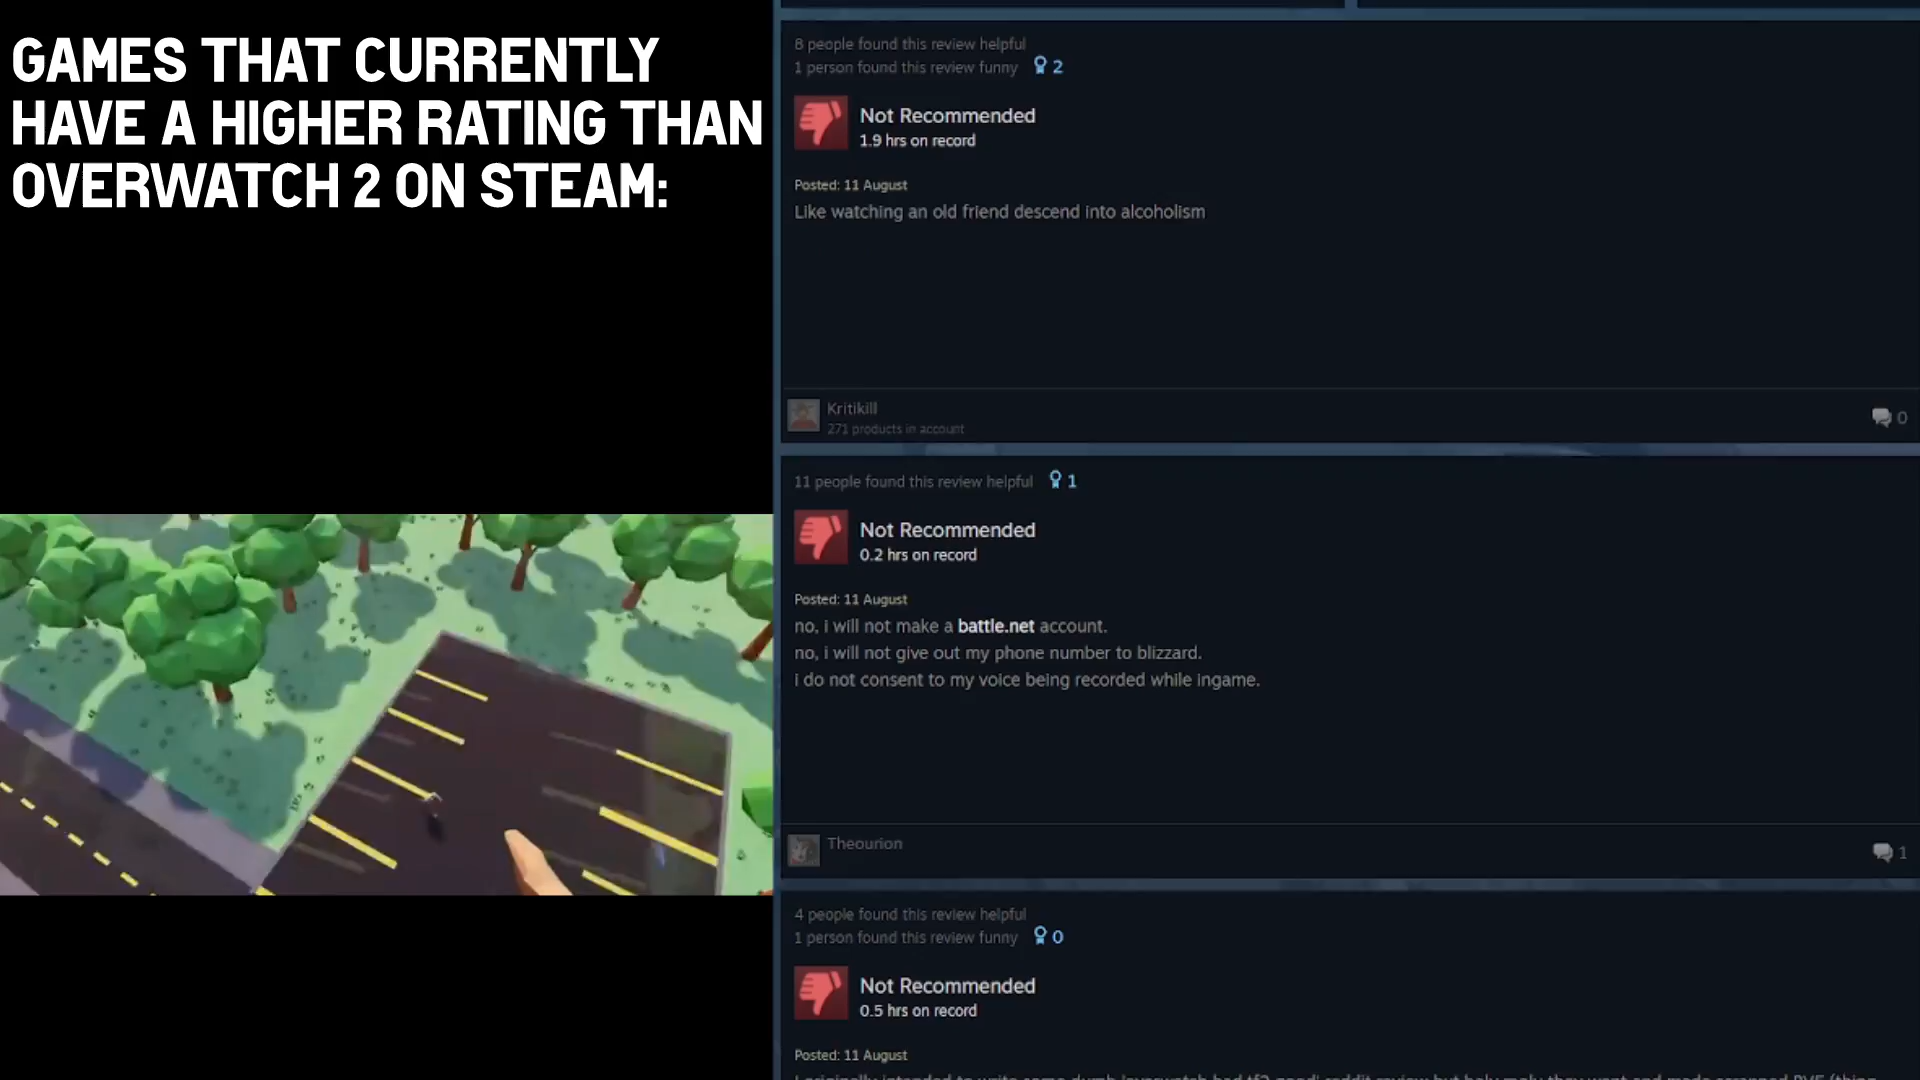 GAMES THAT CURRENTLY
HAVE A HIGHER RATING THAN
OVERWATCH 2 ON STEAM:
8 people found this review helpful
1 person found this review funny 2
Not Recommended
1.9 hrs on record
Posted: 11 August
Like watching an old friend descend into alcoholism
Kritikill
271 products in account
0
11 people found this review helpful 1
Not Recommended
0.2 hrs on record
Posted: 11 August
no, i will not make a battle.net account.
no, i will not give out my phone number to blizzard.
i do not consent to my voice being recorded while ingame.
Theourion
1
4 people found this review helpful
1 person found this review funny 0
Not Recommended
0.5 hrs on record
Posted: 11 August